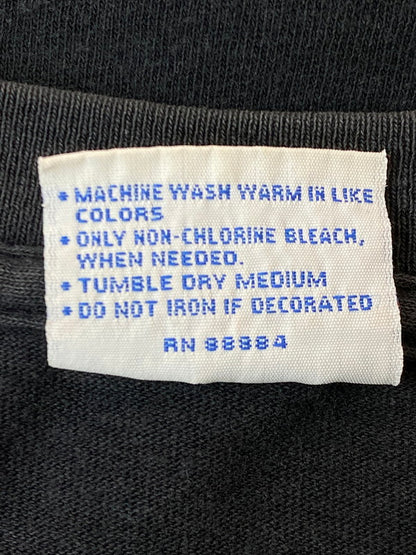 * MACHINE WASH WARM IN LIKE
COLORS
* ONLY NON-CHLORINE BLEACH,
WHEN NEEDED.
* TUMBLE DRY MEDIUM
* DO NOT IRON IF DECORATED
RN